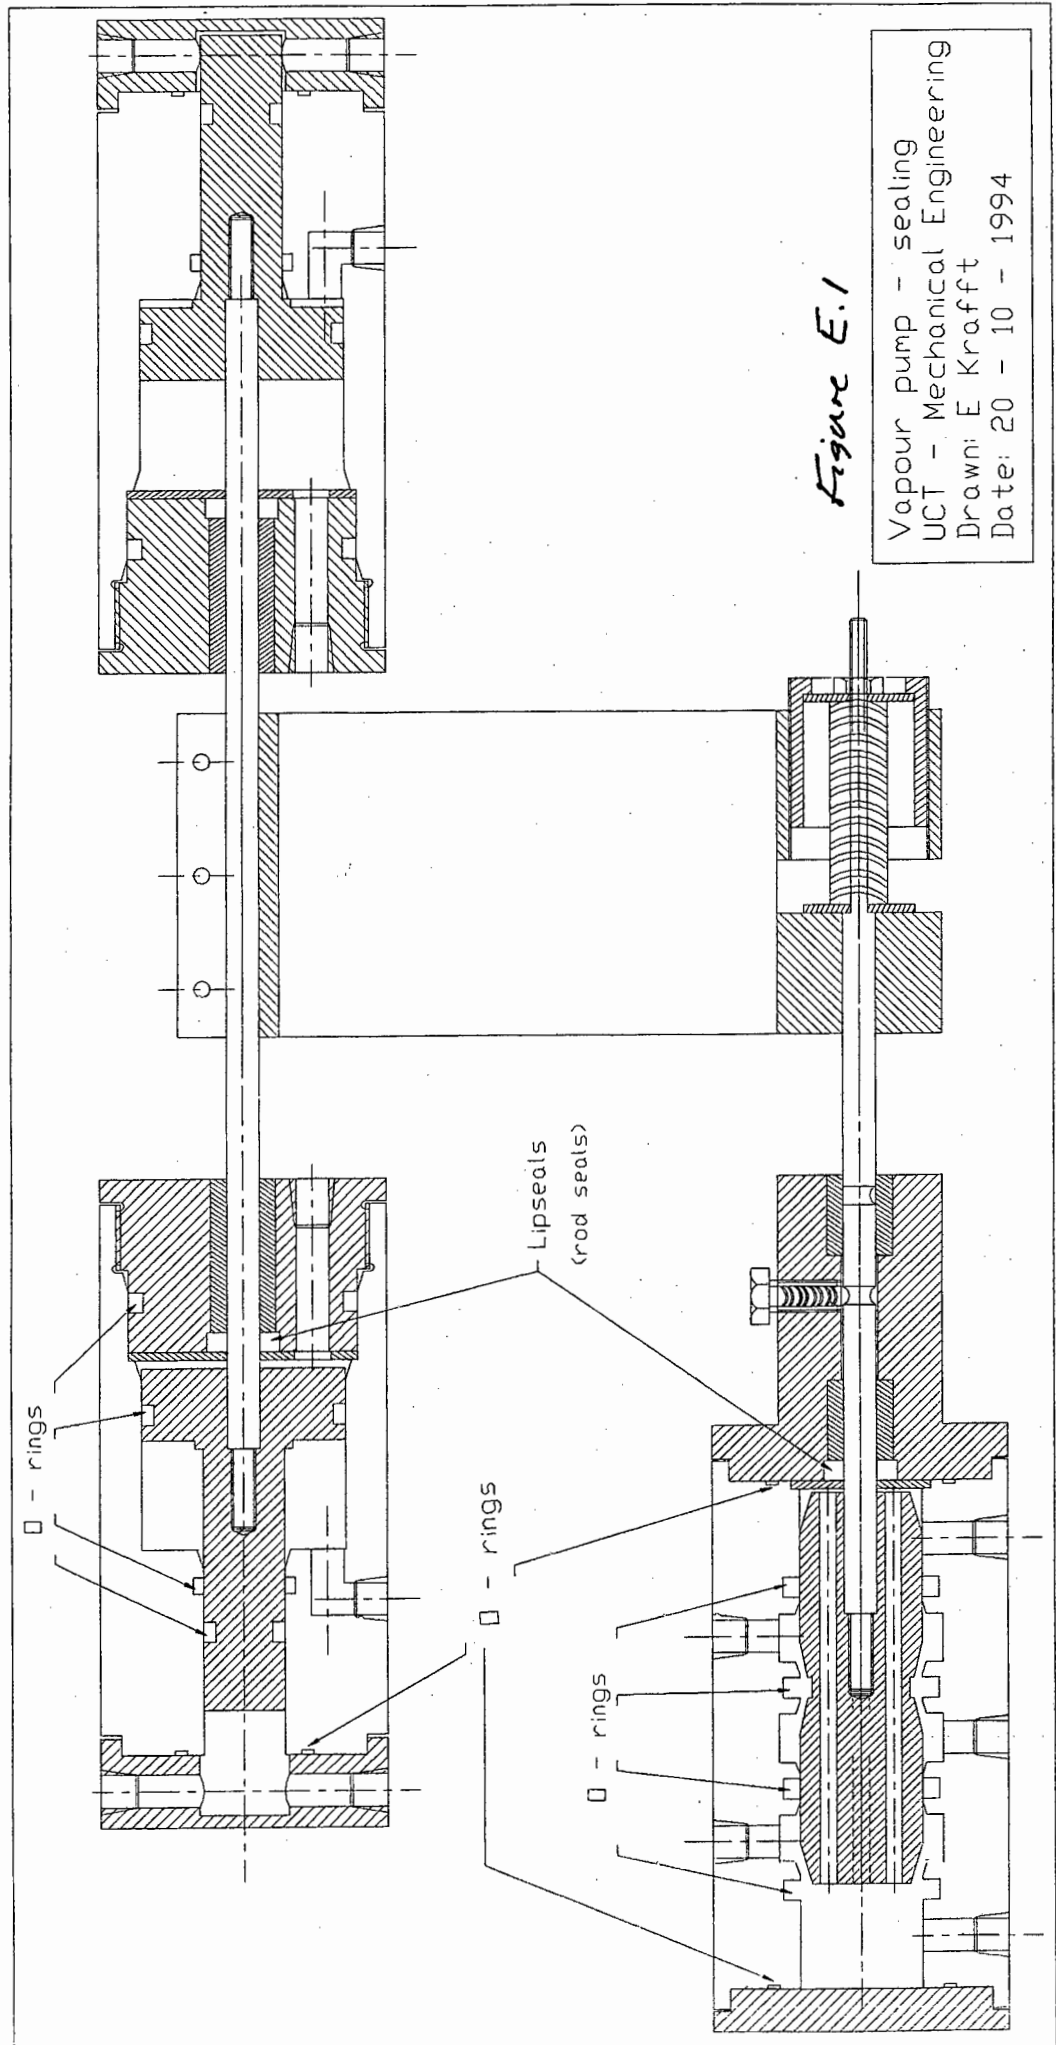 O - rings
Lipseals
(rod seals)
O - rings
O - rings
Figure E.1
Vapour pump - sealing
UCT - Mechanical Engineering
Drawn: E Krafft
Date: 20 - 10 - 1994